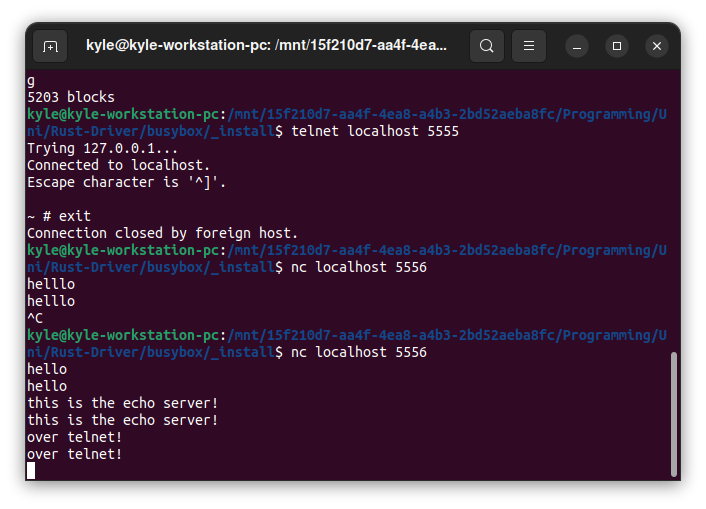 kyle@kyle-workstation-pc: /mnt/15f210d7-aa4f-4ea...
g
5203 blocks
kyle@kyle-workstation-pc:/mnt/15f210d7-aa4f-4ea8-a4b3-2bd52aeba8fc/Programming/U
ni/Rust-Driver/busybox/_install$ telnet localhost 5555
Trying 127.0.0.1...
Connected to localhost.
Escape character is '^]'.
~ # exit
Connection closed by foreign host.
kyle@kyle-workstation-pc:/mnt/15f210d7-aa4f-4ea8-a4b3-2bd52aeba8fc/Programming/U
ni/Rust-Driver/busybox/_install$ nc localhost 5556
helllo
helllo
^C
kyle@kyle-workstation-pc:/mnt/15f210d7-aa4f-4ea8-a4b3-2bd52aeba8fc/Programming/U
ni/Rust-Driver/busybox/_install$ nc localhost 5556
hello
hello
this is the echo server!
this is the echo server!
over telnet!
over telnet!